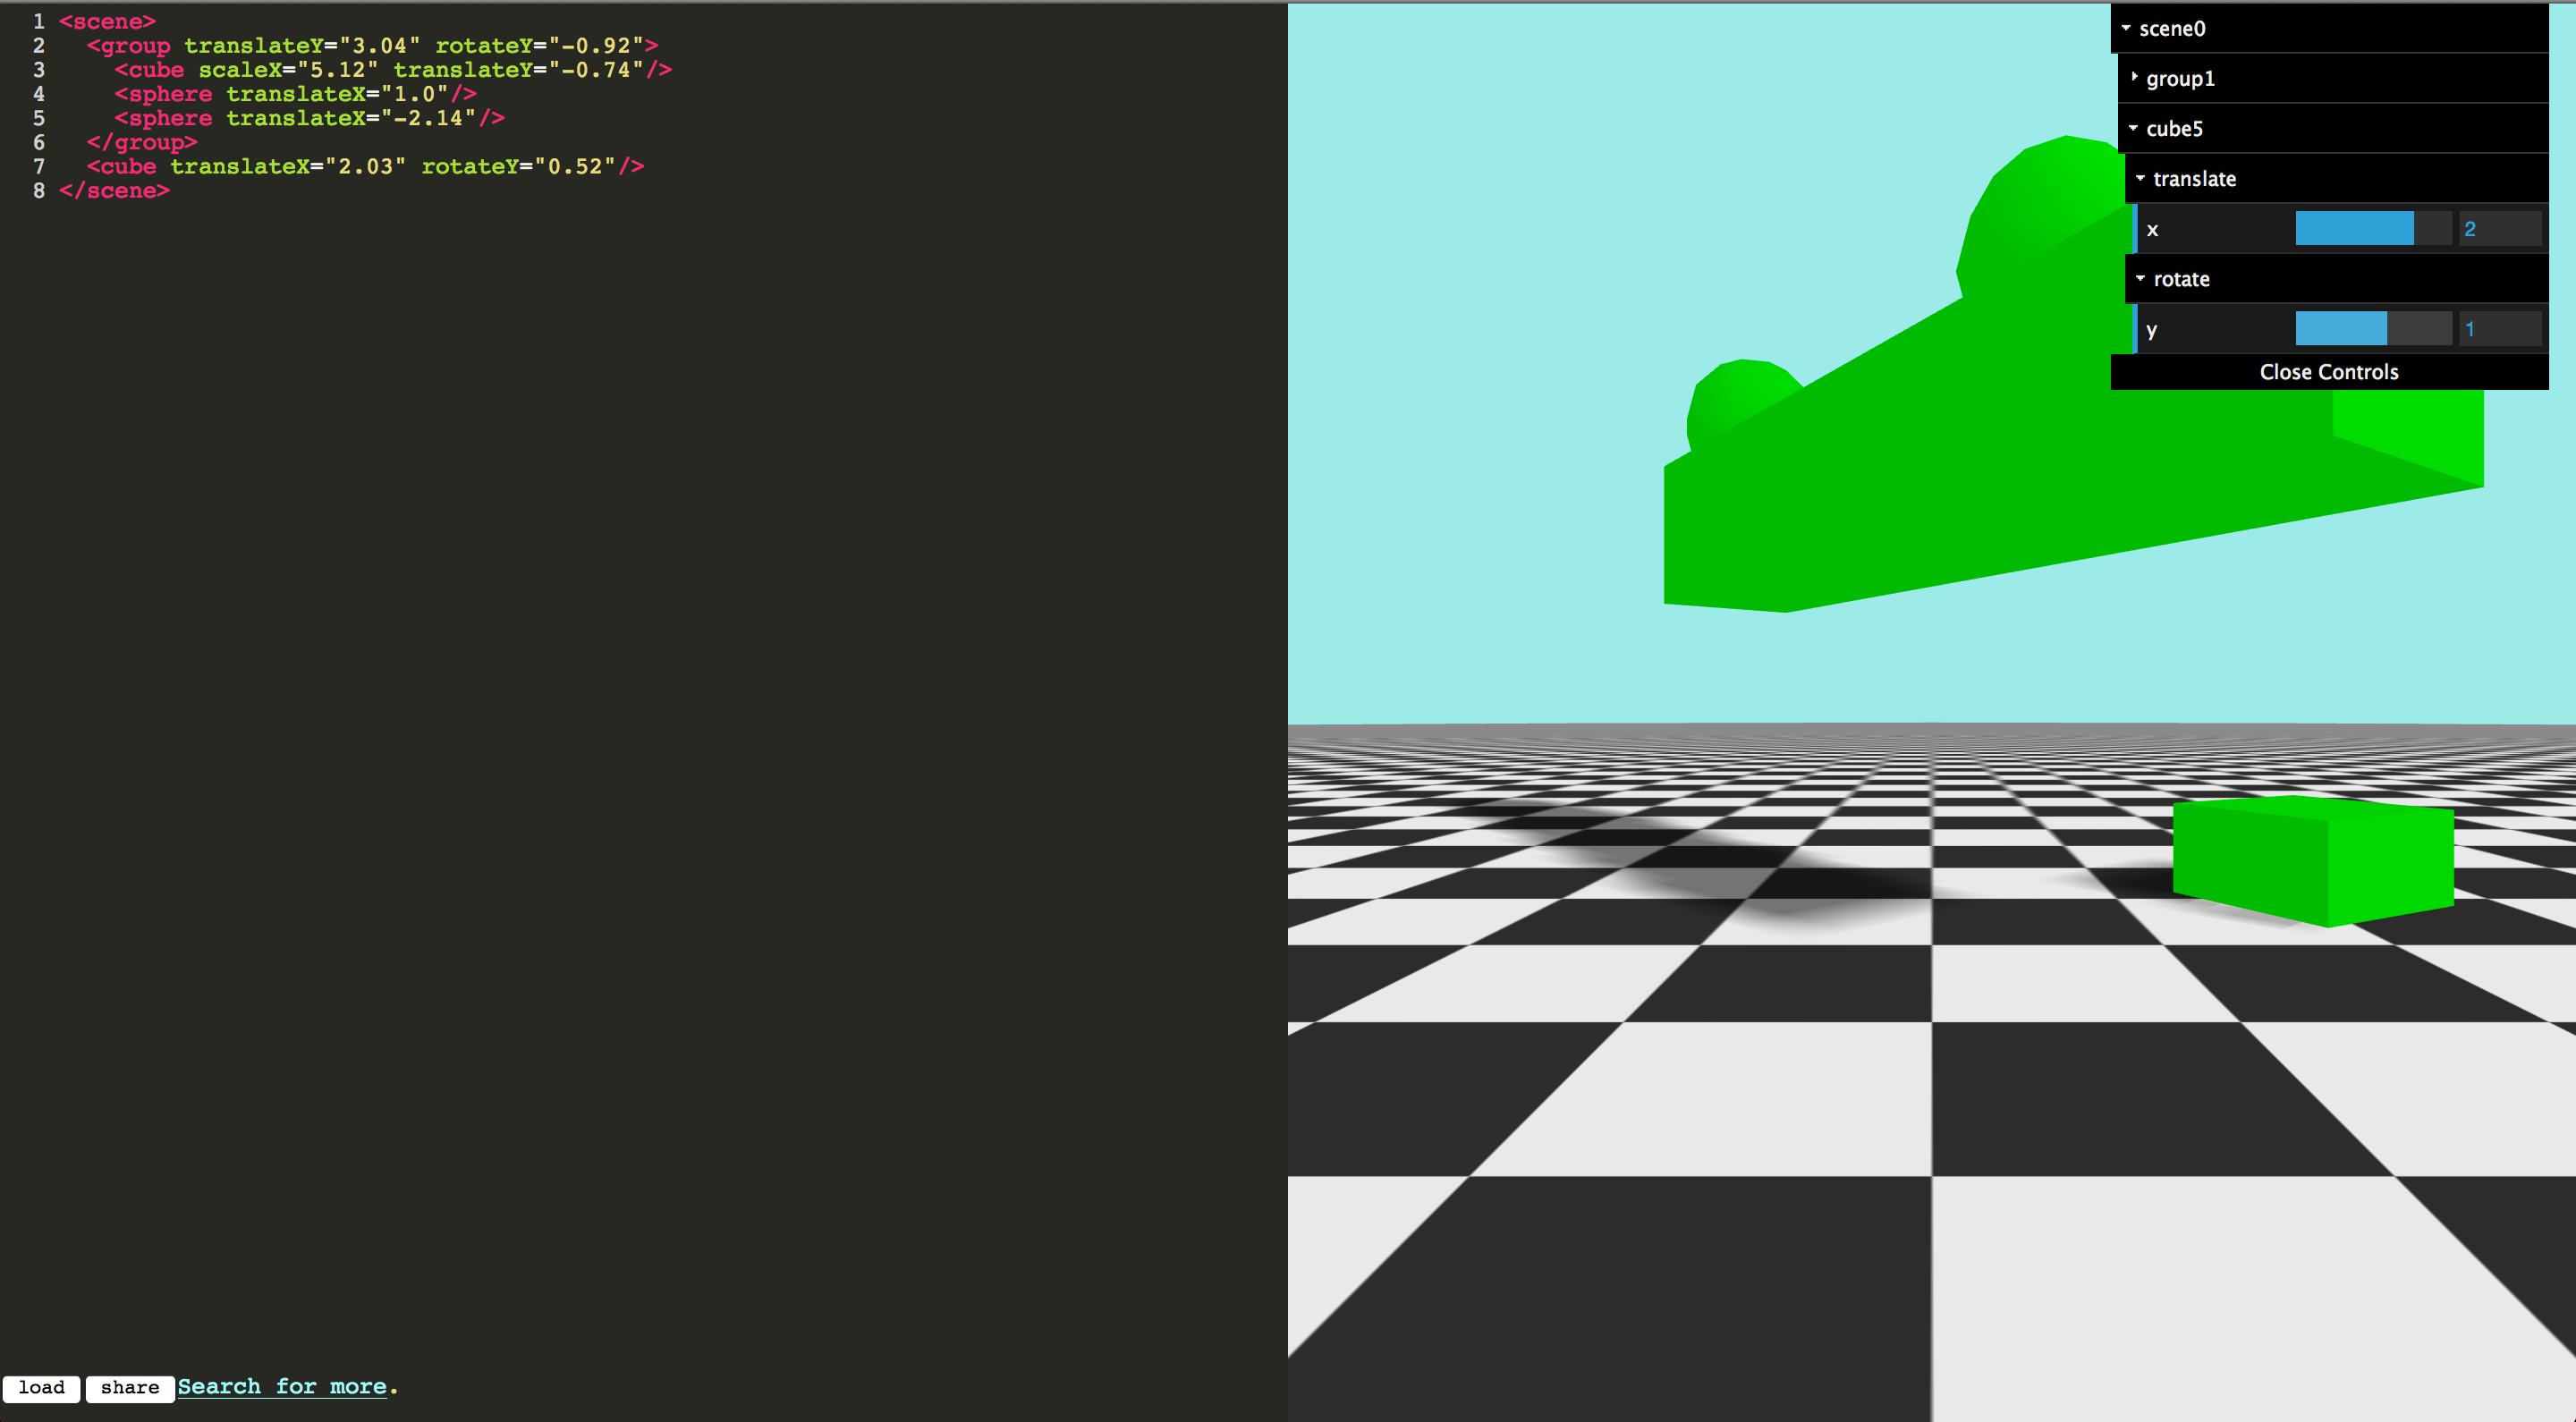 1 <scene>
2   <group translateY="3.04" rotateY="-0.92">
3     <cube scaleX="5.12" translateY="-0.74"/>
4     <sphere translateX="1.0"/>
5     <sphere translateX="-2.14"/>
6   </group>
7   <cube translateX="2.03" rotateY="0.52"/>
8 </scene>
load share Search for more.
scene0
group1
cube5
translate
x 2
rotate
y 1
Close Controls